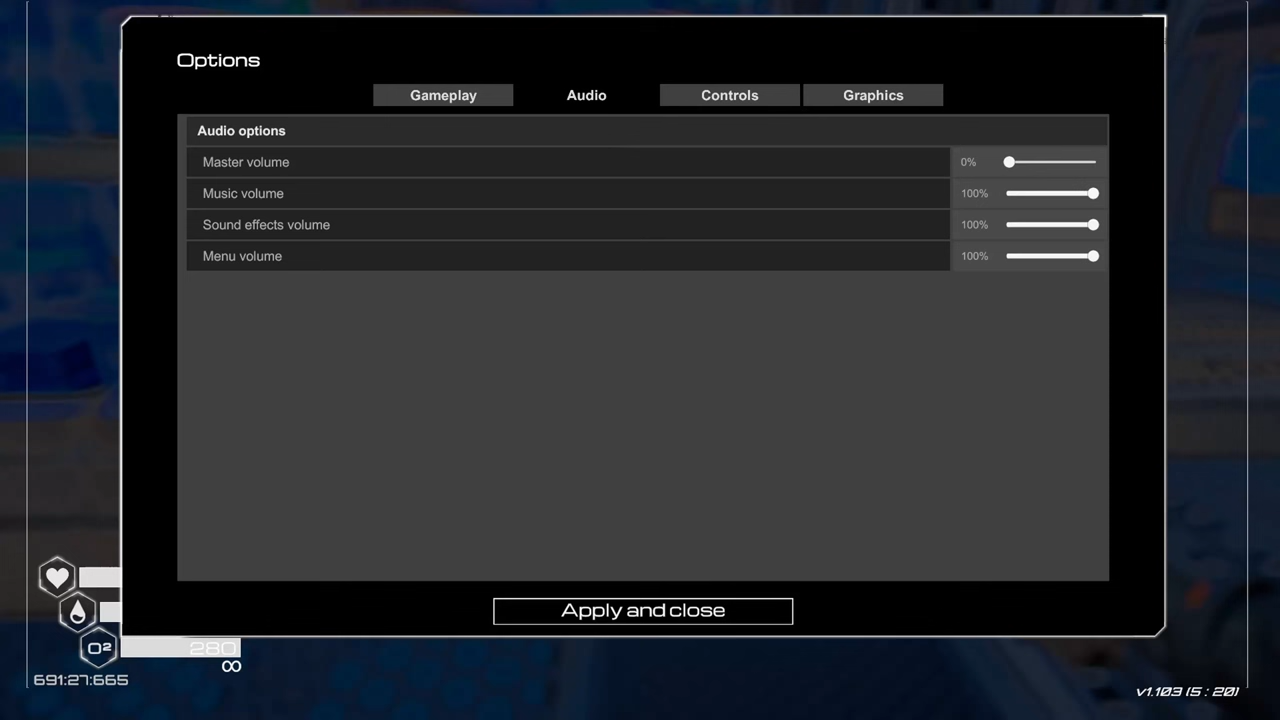 Options
Gameplay Audio Controls Graphics
Audio options
Master volume 0%
Music volume 100%
Sound effects volume 100%
Menu volume 100%
Apply and close
O²
280
∞
691:27:665
v1.103 (5 : 20)